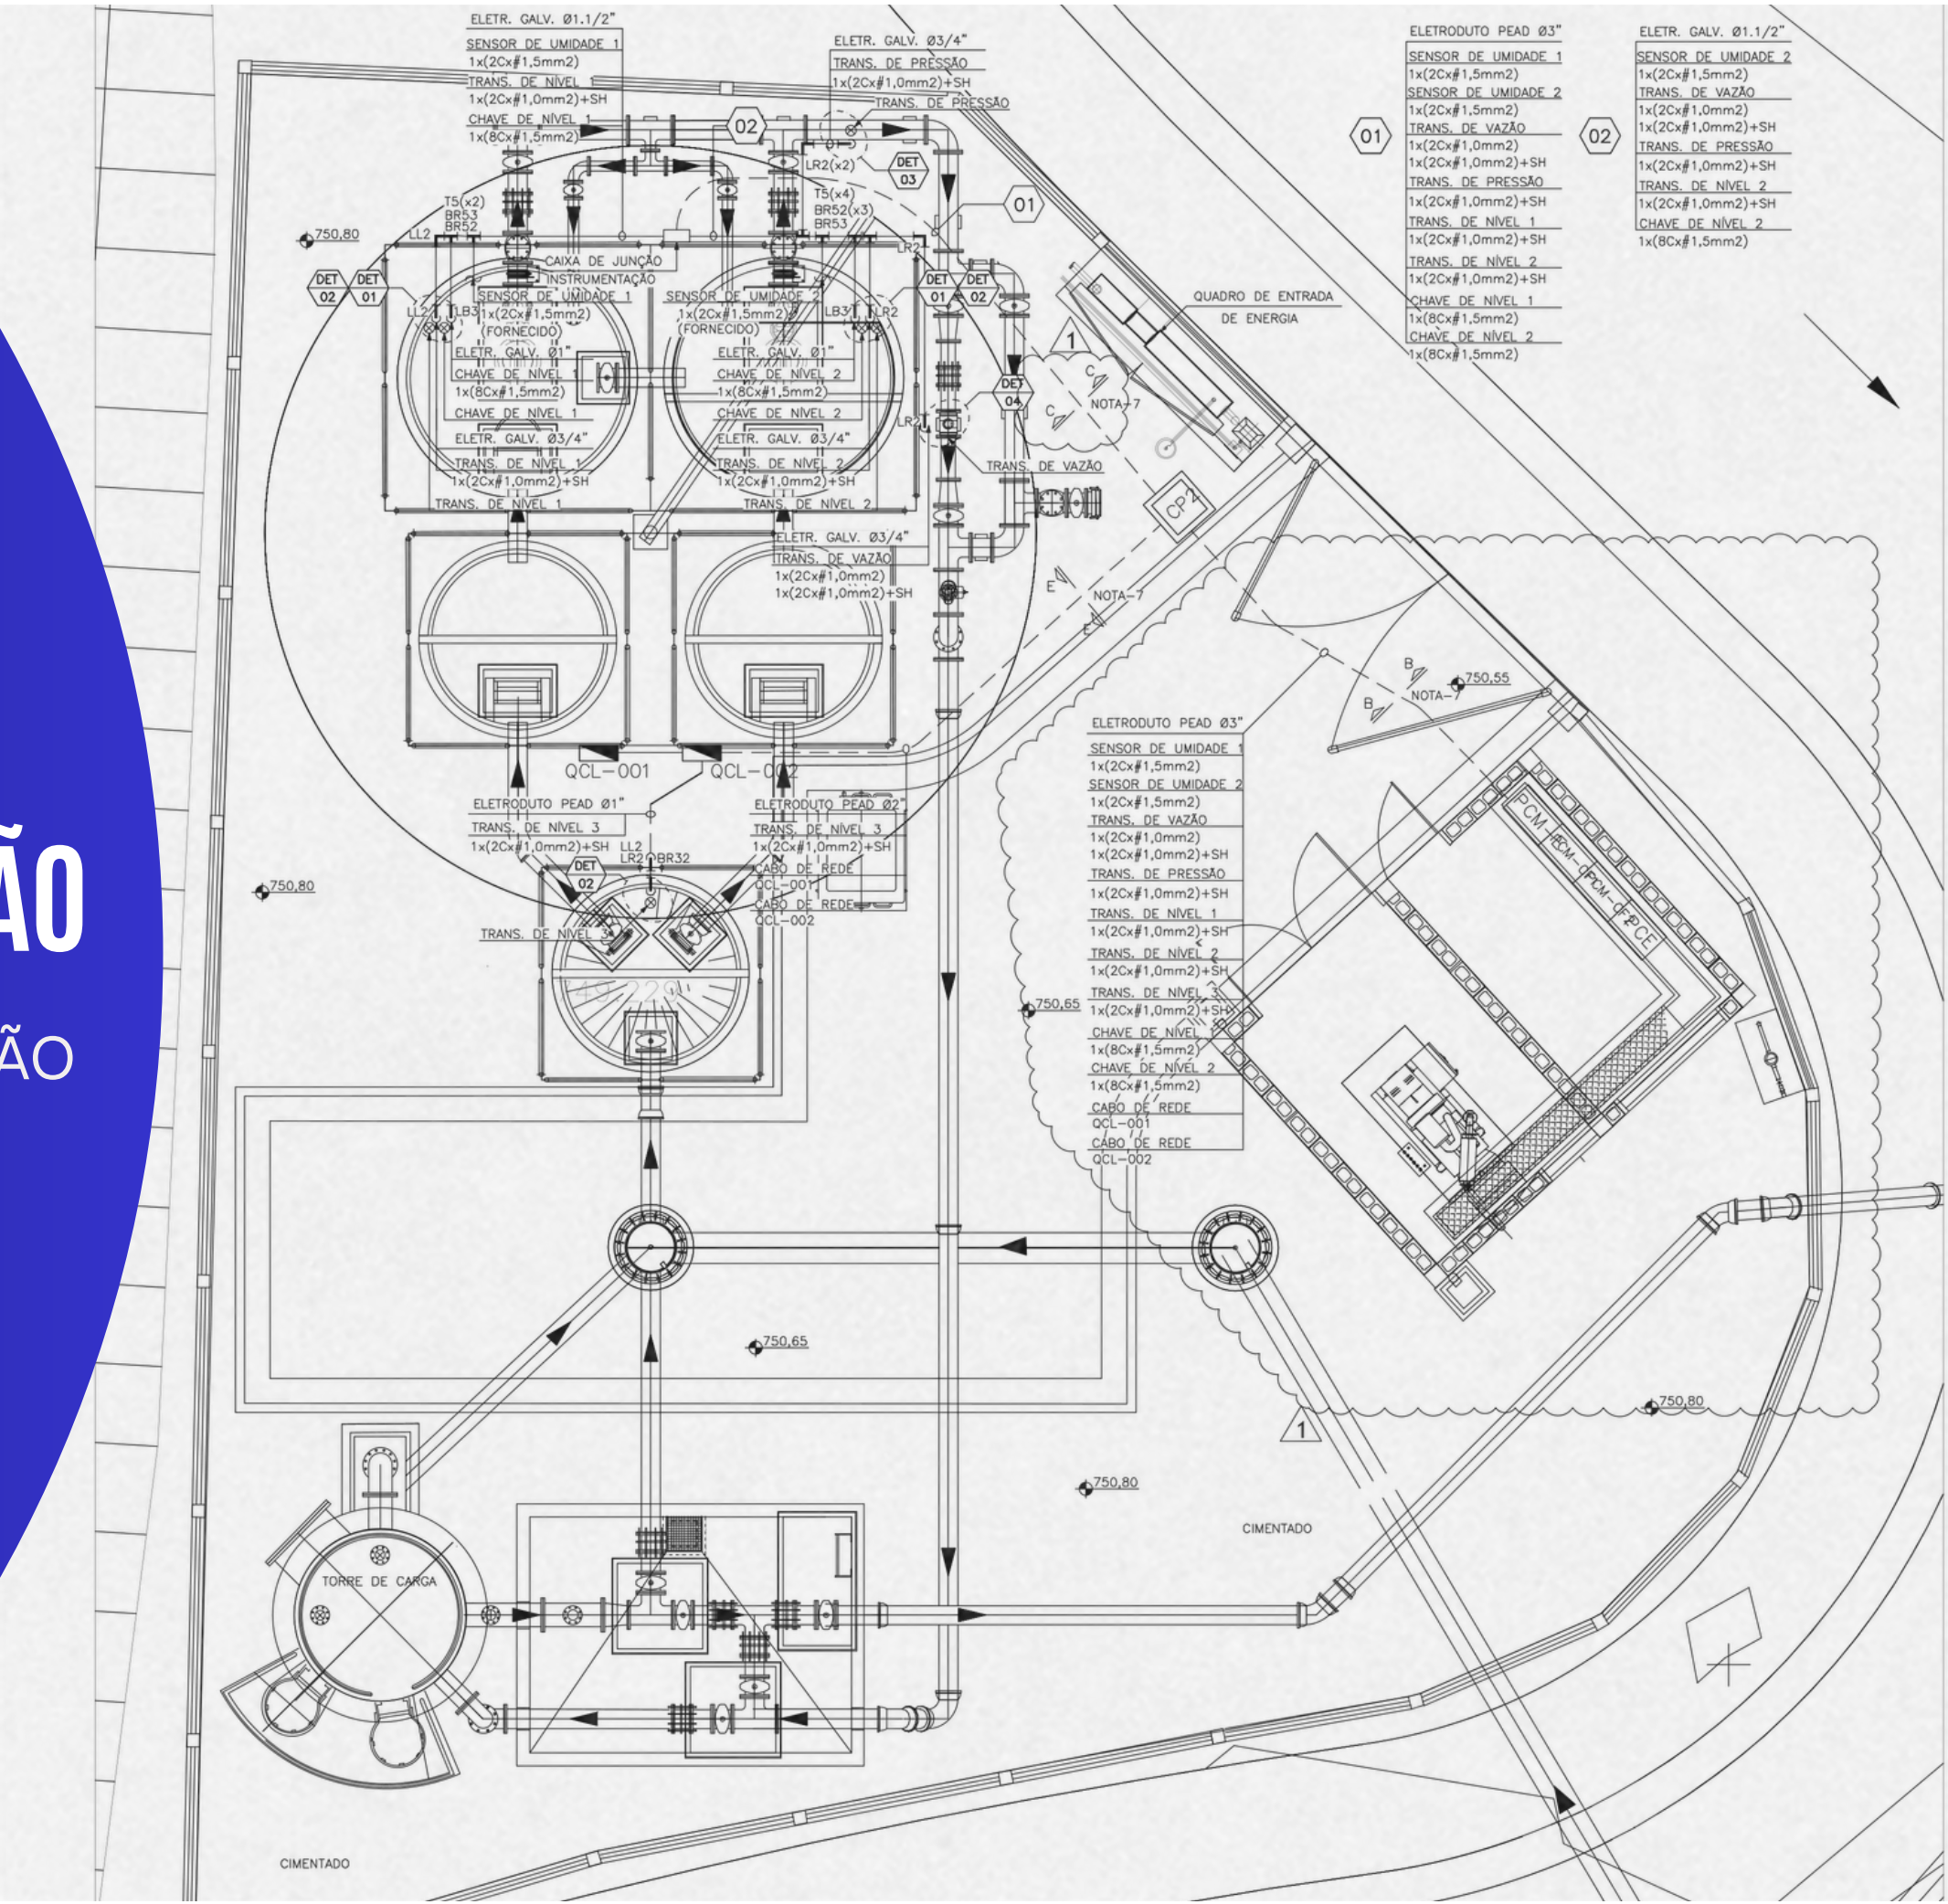 ÃO
ÃO
ELETR. GALV. Ø1.1/2"
SENSOR DE UMIDADE 1
1x(2Cx#1,5mm2)
TRANS. DE NÍVEL 1
1x(2Cx#1,0mm2)+SH
CHAVE DE NÍVEL 1
1x(8Cx#1,5mm2)
02
ELETR. GALV. Ø3/4"
TRANS. DE PRESSÃO
1x(2Cx#1,0mm2)+SH
TRANS. DE PRESSÃO
LR2(x2)
DET
03
01
ELETRODUTO PEAD Ø3"
SENSOR DE UMIDADE 1
1x(2Cx#1,5mm2)
SENSOR DE UMIDADE 2
1x(2Cx#1,5mm2)
TRANS. DE VAZÃO
1x(2Cx#1,0mm2)
1x(2Cx#1,0mm2)+SH
TRANS. DE PRESSÃO
1x(2Cx#1,0mm2)+SH
TRANS. DE NÍVEL 1
1x(2Cx#1,0mm2)+SH
TRANS. DE NÍVEL 2
1x(2Cx#1,0mm2)+SH
CHAVE DE NÍVEL 1
1x(8Cx#1,5mm2)
CHAVE DE NÍVEL 2
1x(8Cx#1,5mm2)
01
ELETR. GALV. Ø1.1/2"
SENSOR DE UMIDADE 2
1x(2Cx#1,5mm2)
TRANS. DE VAZÃO
1x(2Cx#1,0mm2)
1x(2Cx#1,0mm2)+SH
TRANS. DE PRESSÃO
1x(2Cx#1,0mm2)+SH
TRANS. DE NÍVEL 2
1x(2Cx#1,0mm2)+SH
CHAVE DE NÍVEL 2
1x(8Cx#1,5mm2)
02
T5(x2)
BR53
BR52
LL2
T5(x4)
BR52(x3)
BR53
LR2
750,80
CAIXA DE JUNÇÃO
INSTRUMENTAÇÃO
DET
02
DET
01
DET
01
DET
02
SENSOR DE UMIDADE 1
1x(2Cx#1,5mm2)
(FORNECIDO)
SENSOR DE UMIDADE 2
1x(2Cx#1,5mm2)
(FORNECIDO)
LL2
LB3
LB3
LR2
ELETR. GALV. Ø1"
CHAVE DE NÍVEL 1
1x(8Cx#1,5mm2)
CHAVE DE NÍVEL 1
ELETR. GALV. Ø1"
CHAVE DE NÍVEL 2
1x(8Cx#1,5mm2)
CHAVE DE NÍVEL 2
ELETR. GALV. Ø3/4"
TRANS. DE NÍVEL 1
1x(2Cx#1,0mm2)+SH
TRANS. DE NÍVEL 1
ELETR. GALV. Ø3/4"
TRANS. DE NÍVEL 2
1x(2Cx#1,0mm2)+SH
TRANS. DE NÍVEL 2
QUADRO DE ENTRADA
DE ENERGIA
1
C
C
NOTA-7
DET
04
LR2
TRANS. DE VAZÃO
CP2
ELETR. GALV. Ø3/4"
TRANS. DE VAZÃO
1x(2Cx#1,0mm2)
1x(2Cx#1,0mm2)+SH
E
NOTA-7
E
B
750,55
NOTA-7
B
QCL-001
QCL-002
ELETRODUTO PEAD Ø1"
TRANS. DE NÍVEL 3
1x(2Cx#1,0mm2)+SH
LL2
LR2
BR32
DET
02
TRANS. DE NÍVEL 3
ELETRODUTO PEAD Ø2"
TRANS. DE NÍVEL 3
1x(2Cx#1,0mm2)+SH
CABO DE REDE
QCL-001
CABO DE REDE
QCL-002
750,80
ELETRODUTO PEAD Ø3"
SENSOR DE UMIDADE 1
1x(2Cx#1,5mm2)
SENSOR DE UMIDADE 2
1x(2Cx#1,5mm2)
TRANS. DE VAZÃO
1x(2Cx#1,0mm2)
1x(2Cx#1,0mm2)+SH
TRANS. DE PRESSÃO
1x(2Cx#1,0mm2)+SH
TRANS. DE NÍVEL 1
1x(2Cx#1,0mm2)+SH
TRANS. DE NÍVEL 2
1x(2Cx#1,0mm2)+SH
TRANS. DE NÍVEL 3
1x(2Cx#1,0mm2)+SH
CHAVE DE NÍVEL 1
1x(8Cx#1,5mm2)
CHAVE DE NÍVEL 2
1x(8Cx#1,5mm2)
CABO DE REDE
QCL-001
CABO DE REDE
QCL-002
750,65
750,65
1
750,80
750,80
CIMENTADO
TORRE DE CARGA
CIMENTADO